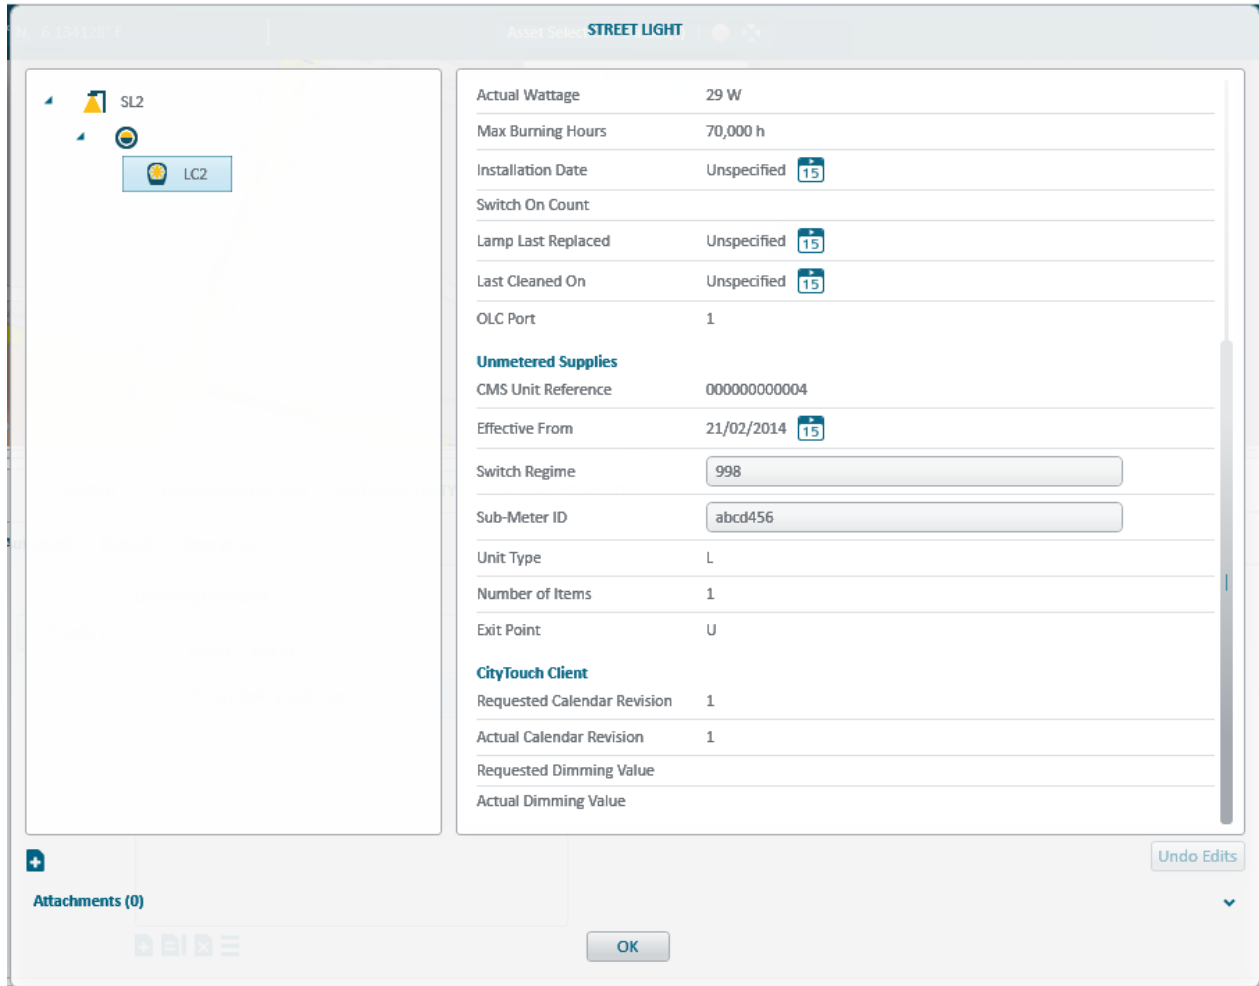 6.154128° E
Asset Selec
STREET LIGHT
SL2
LC2
Actual Wattage 29 W
Max Burning Hours 70,000 h
Installation Date Unspecified 15
Switch On Count
Lamp Last Replaced Unspecified 15
Last Cleaned On Unspecified 15
OLC Port 1
Unmetered Supplies
CMS Unit Reference 000000000004
Effective From 21/02/2014 15
Switch Regime 998
Sub-Meter ID abcd456
Unit Type L
Number of Items 1
Exit Point U
CityTouch Client
Requested Calendar Revision 1
Actual Calendar Revision 1
Requested Dimming Value
Actual Dimming Value
Undo Edits
Attachments (0)
OK